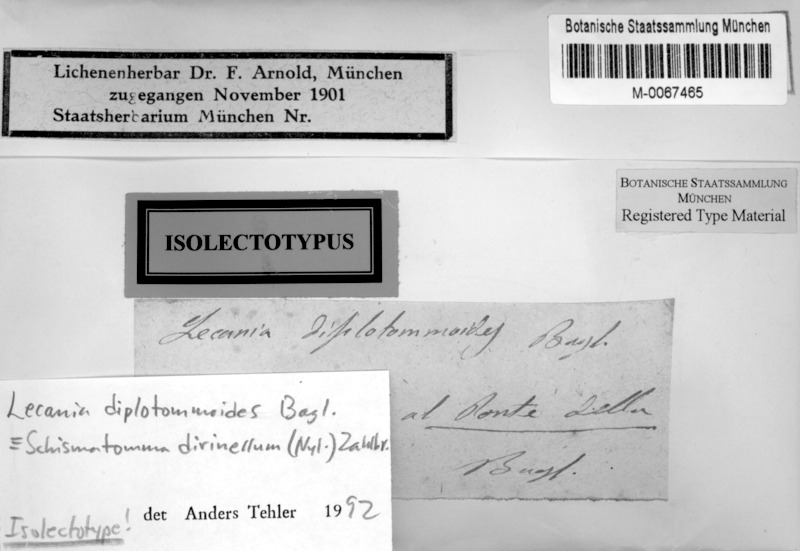 Lichenenherbar Dr. F. Arnold, München
zugegangen November 1901
Staatsherbarium München Nr.
Botanische Staatssammlung München
M-0067465
BOTANISCHE STAATSSAMMLUNG
MÜNCHEN
Registered Type Material
ISOLECTOTYPUS
Lecania diplotommoides Bagl.
al Ponte della
Bagl.
Lecania diplotommoides Bagl.
≡ Schismatomma dirinellum (Nyl.) Zahlbr.
Isolectotype! det Anders Tehler 1992